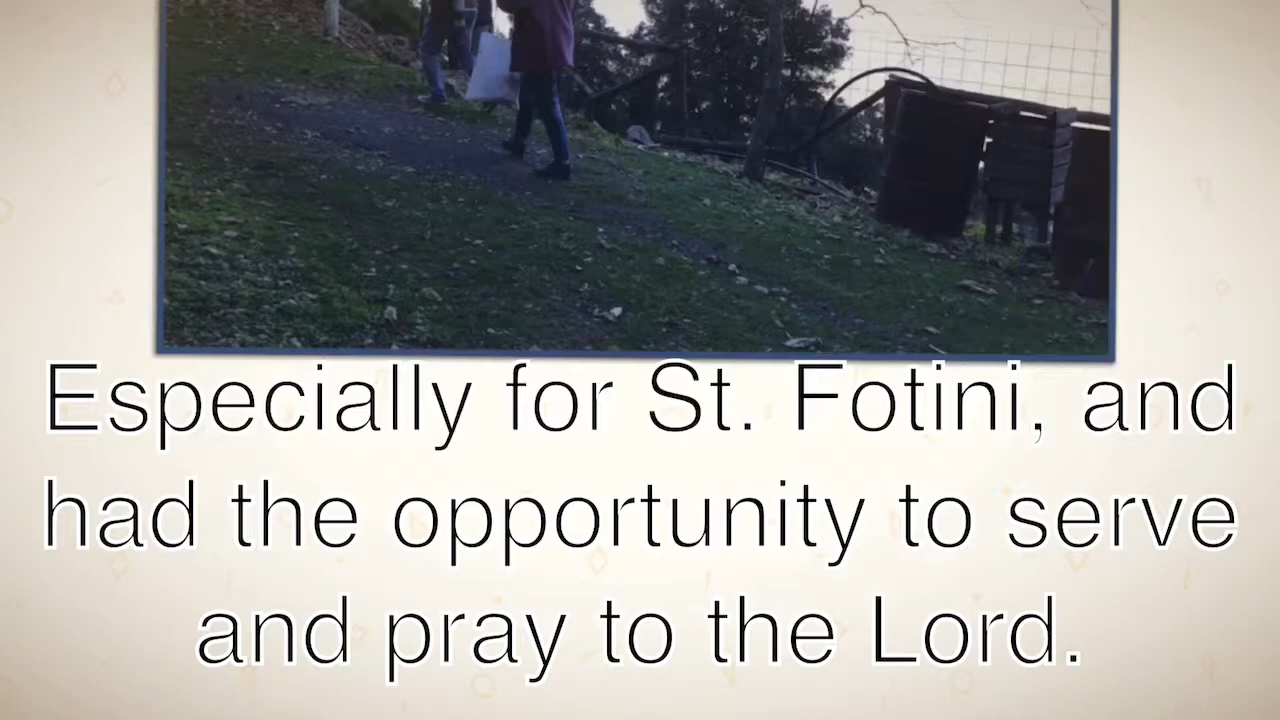 Especially for St. Fotini, and
had the opportunity to serve
and pray to the Lord.